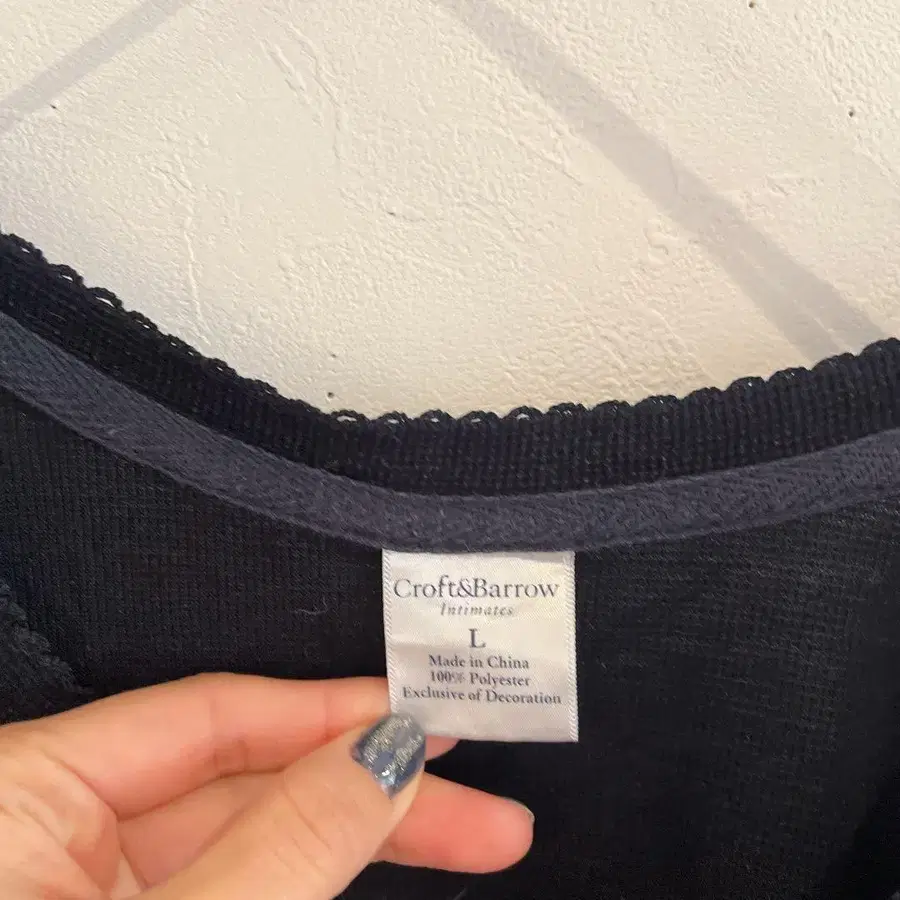 Croft&Barrow
Intimates
L
Made in China
100% Polyester
Exclusive of Decoration